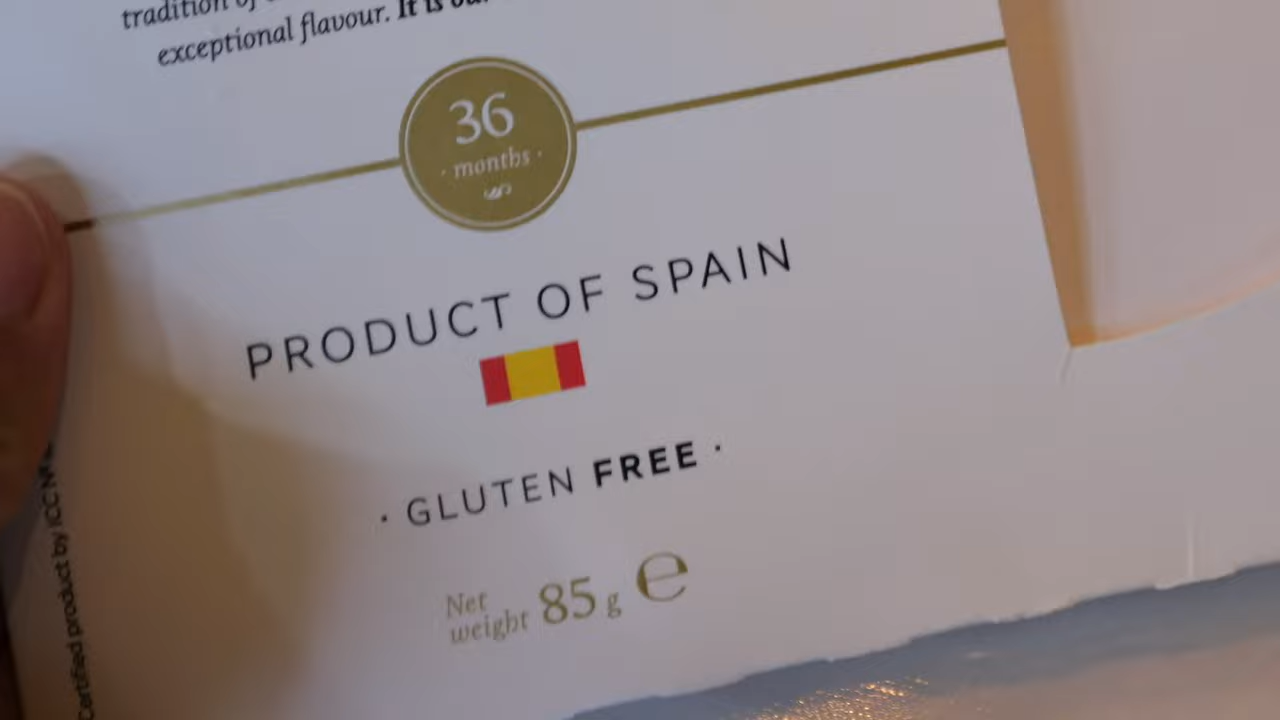 tradition of
exceptional flavour. It is our
36
· months ·
PRODUCT OF SPAIN
· GLUTEN FREE ·
Net
weight 85 g ℮
Certified product by